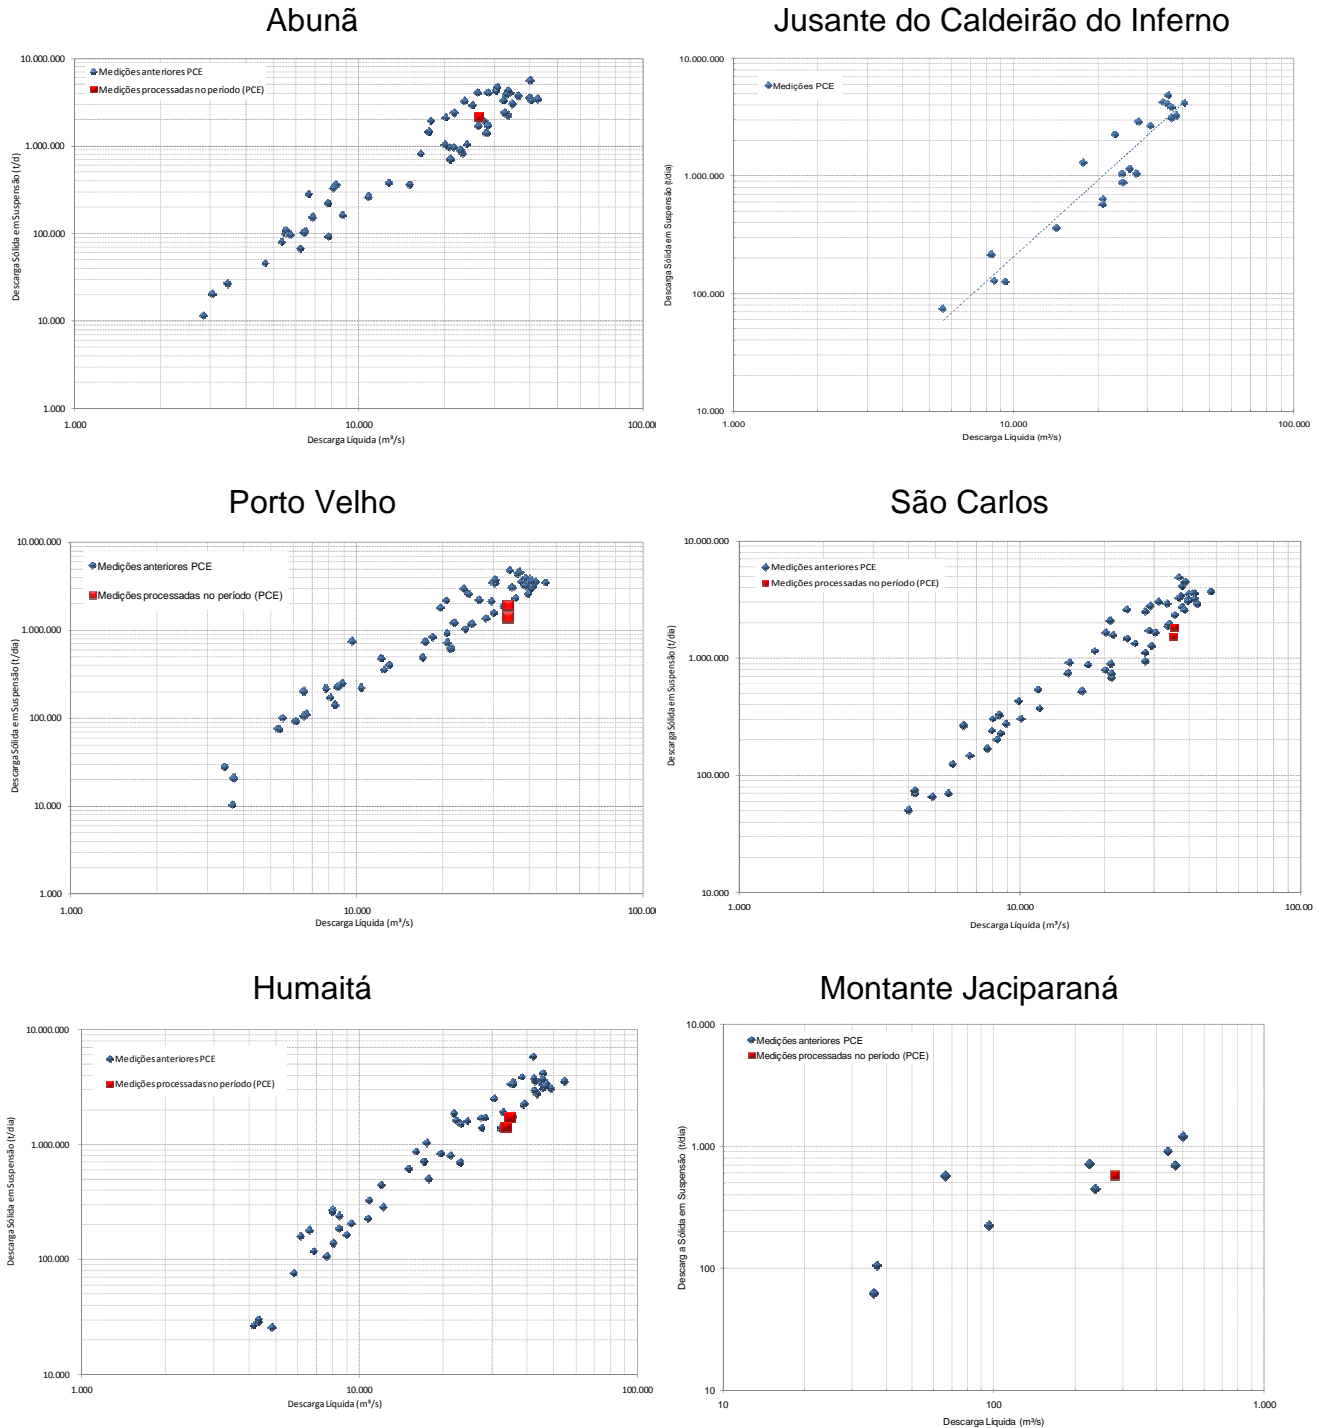 Abunã
10.000.000
1.000.000
100.000
10.000
1.000
1.000
10.000
100.00
Descarga Sólida em Suspensão (t/d)
Descarga Líquida (m³/s)
Medições anteriores PCE
Medições processadas no período (PCE)
Jusante do Caldeirão do Inferno
10.000.000
1.000.000
100.000
10.000
1.000
10.000
100.000
Descarga Sólida em Suspensão (t/dia)
Descarga Líquida (m³/s)
Medições PCE
Porto Velho
10.000.000
1.000.000
100.000
10.000
1.000
1.000
10.000
100.00
Descarga Sólida em Suspensão (t/dia)
Descarga Líquida (m³/s)
Medições anteriores PCE
Medições processadas no período (PCE)
São Carlos
10.000.000
1.000.000
100.000
10.000
1.000
10.000
100.00
Descarga Sólida em Suspensão (t/dia)
Descarga Líquida (m³/s)
Medições anteriores PCE
Medições processadas no período (PCE)
Humaitá
10.000.000
1.000.000
100.000
10.000
1.000
10.000
100.000
Descarga Sólida em Suspensão (t/dia)
Descarga Líquida (m³/s)
Medições anteriores PCE
Medições processadas no período (PCE)
Montante Jaciparaná
10.000
1.000
100
10
10
100
1.000
Descarg a Sólida em Suspensão (t/dia)
Descarga Líquida (m³/s)
Medições anteriores PCE
Medições processadas no período (PCE)